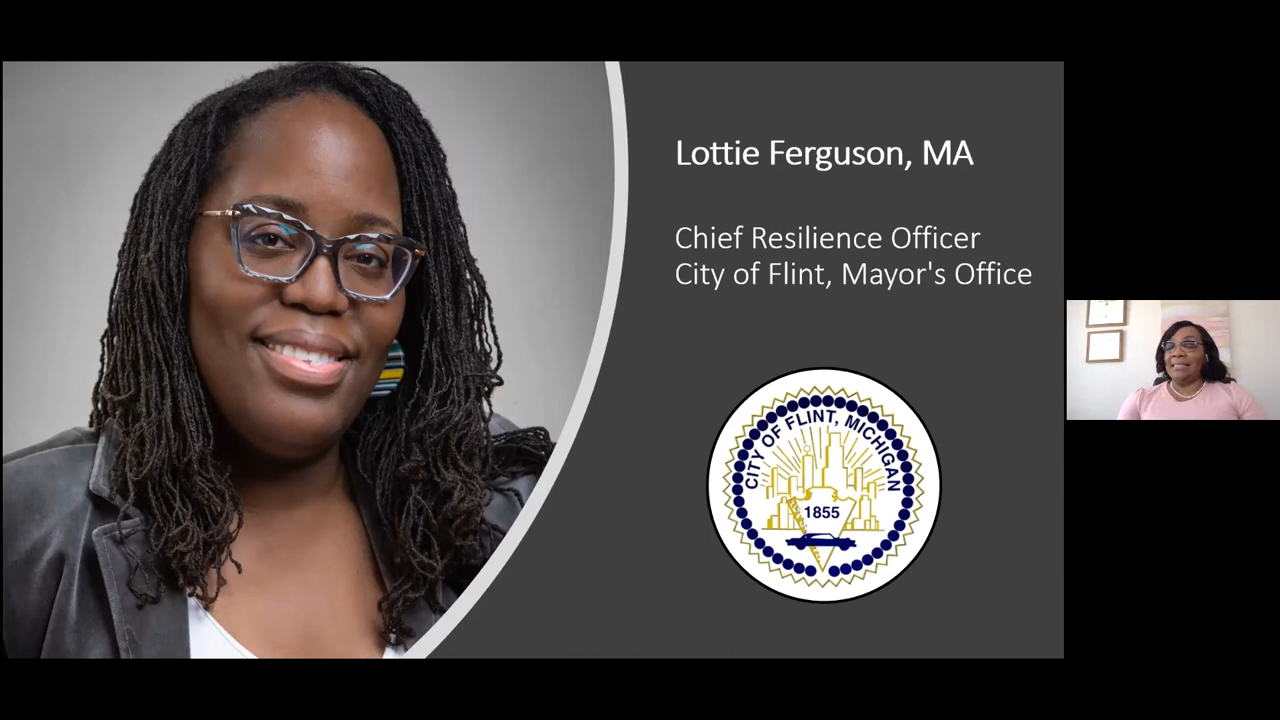 Lottie Ferguson, MA
Chief Resilience Officer
City of Flint, Mayor's Office
CITY OF FLINT, MICHIGAN
1855